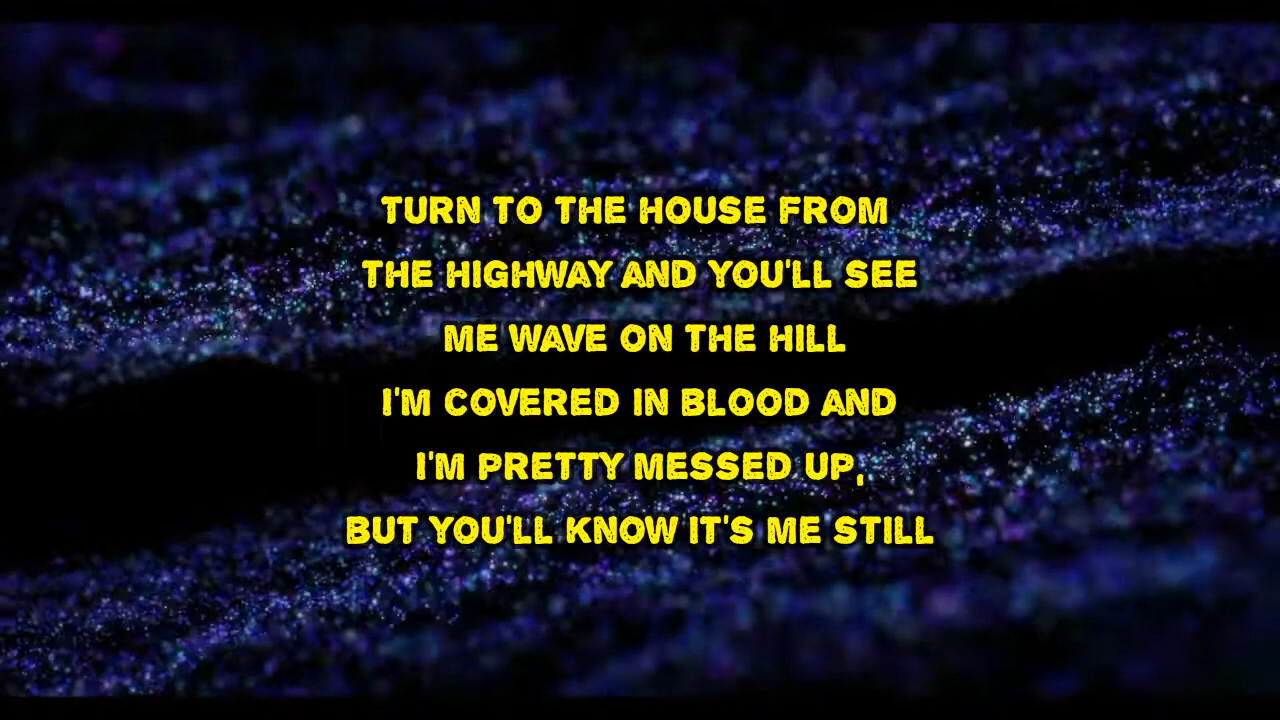 TURN TO THE HOUSE FROM
THE HIGHWAY AND YOU'LL SEE
ME WAVE ON THE HILL
I'M COVERED IN BLOOD AND
I'M PRETTY MESSED UP,
BUT YOU'LL KNOW IT'S ME STILL